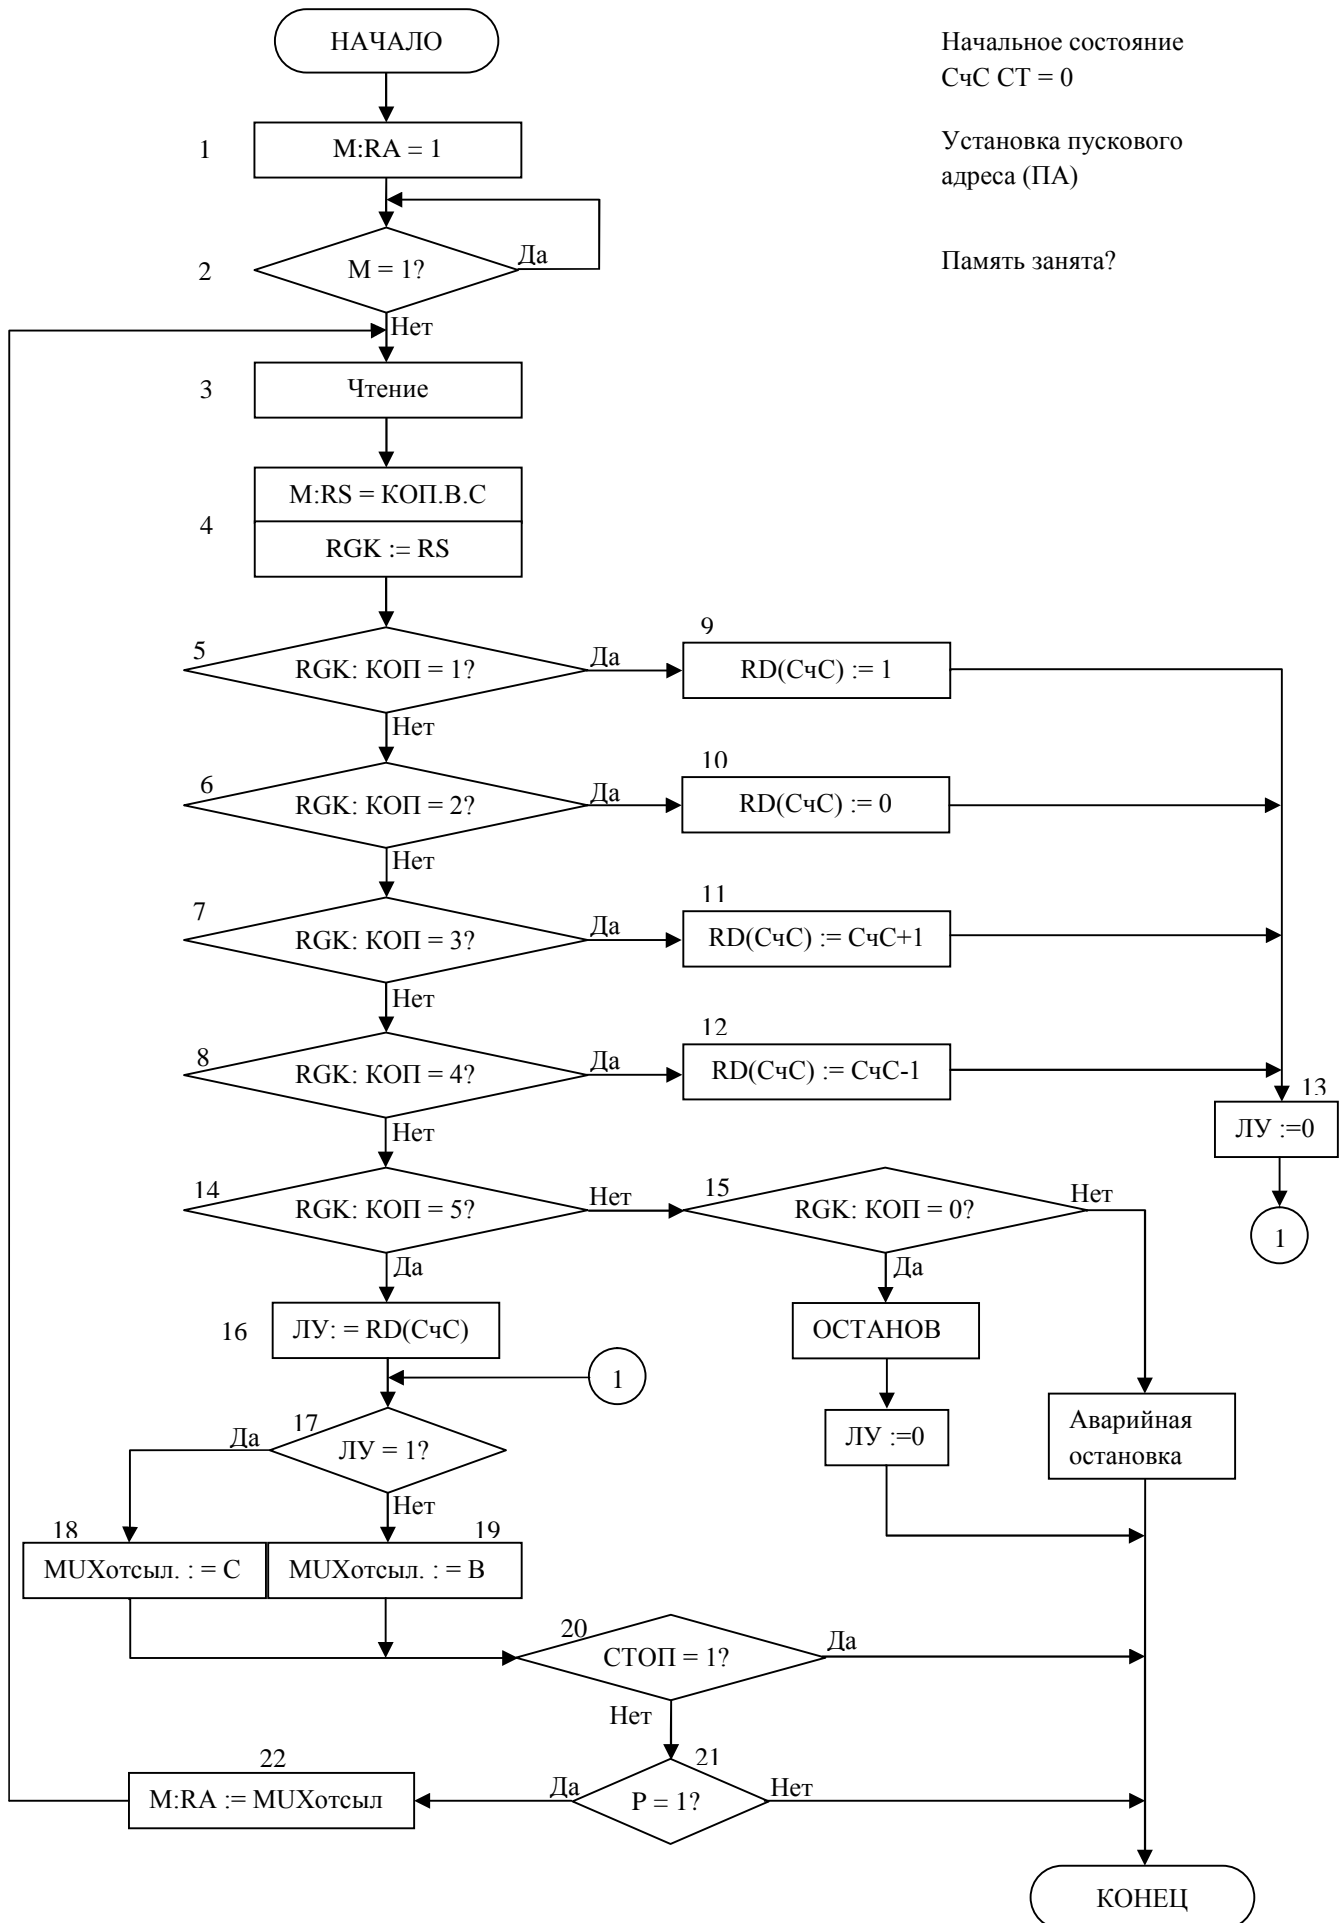 НАЧАЛО
Начальное состояние
СчС СТ = 0
1
M:RA = 1
Установка пускового
адреса (ПА)
2
M = 1?
Да
Память занята?
Нет
3
Чтение
M:RS = КОП.В.С
4
RGK := RS
5
RGK: КОП = 1?
Да
9
RD(СчС) := 1
Нет
6
RGK: КОП = 2?
Да
10
RD(СчС) := 0
Нет
7
RGK: КОП = 3?
Да
11
RD(СчС) := СчС+1
Нет
8
RGK: КОП = 4?
Да
12
RD(СчС) := СчС-1
13
ЛУ :=0
1
Нет
14
RGK: КОП = 5?
Нет
15
RGK: КОП = 0?
Нет
Да
Да
16
ЛУ: = RD(СчС)
ОСТАНОВ
1
17
Да
ЛУ = 1?
ЛУ :=0
Аварийная
остановка
Нет
18
19
MUXотсыл. : = С
MUXотсыл. : = В
20
СТОП = 1?
Да
Нет
22
21
M:RA := MUXотсыл
Да
P = 1?
Нет
КОНЕЦ